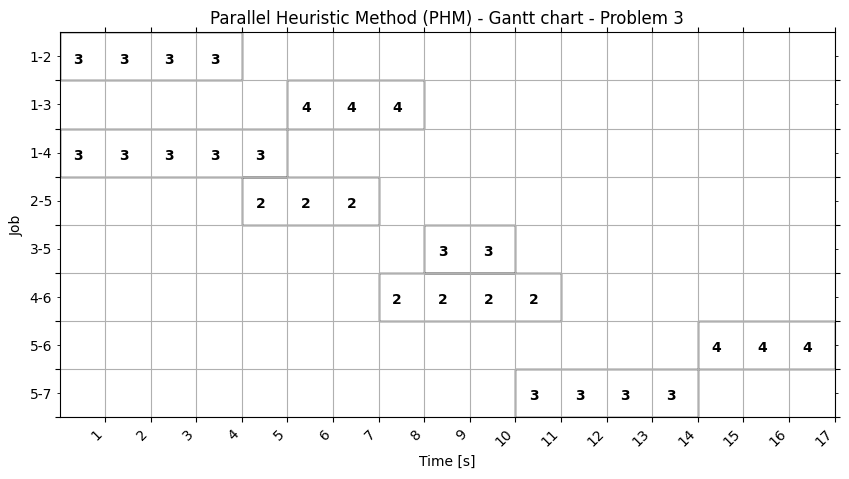 Parallel Heuristic Method (PHM) - Gantt chart - Problem 3
1-2 3 3 3 3
1-3 4 4 4
1-4 3 3 3 3 3
2-5 2 2 2
3-5 3 3
4-6 2 2 2 2
5-6 4 4 4
5-7 3 3 3 3
Job
1 2 3 4 5 6 7 8 9 10 11 12 13 14 15 16 17
Time [s]